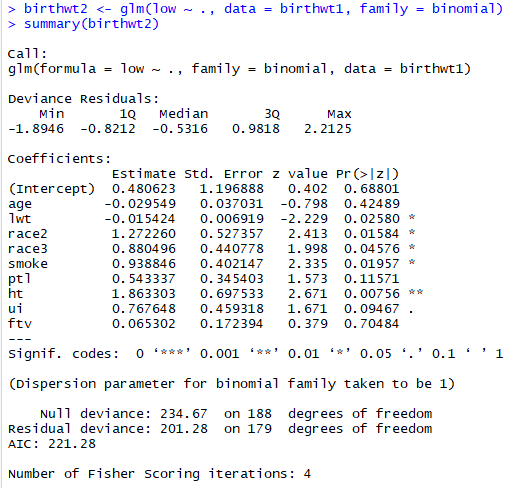 > birthwt2 <- glm(low ~ ., data = birthwt1, family = binomial)
> summary(birthwt2)
Call:
glm(formula = low ~ ., family = binomial, data = birthwt1)
Deviance Residuals:
Min 1Q Median 3Q Max
-1.8946 -0.8212 -0.5316 0.9818 2.2125
Coefficients:
Estimate Std. Error z value Pr(>|z|)
(Intercept) 0.480623 1.196888 0.402 0.68801
age -0.029549 0.037031 -0.798 0.42489
lwt -0.015424 0.006919 -2.229 0.02580 *
race2 1.272260 0.527357 2.413 0.01584 *
race3 0.880496 0.440778 1.998 0.04576 *
smoke 0.938846 0.402147 2.335 0.01957 *
ptl 0.543337 0.345403 1.573 0.11571
ht 1.863303 0.697533 2.671 0.00756 **
ui 0.767648 0.459318 1.671 0.09467 .
ftv 0.065302 0.172394 0.379 0.70484
---
Signif. codes: 0 ‘***’ 0.001 ‘**’ 0.01 ‘*’ 0.05 ‘.’ 0.1 ‘ ’ 1
(Dispersion parameter for binomial family taken to be 1)
Null deviance: 234.67 on 188 degrees of freedom
Residual deviance: 201.28 on 179 degrees of freedom
AIC: 221.28
Number of Fisher Scoring iterations: 4